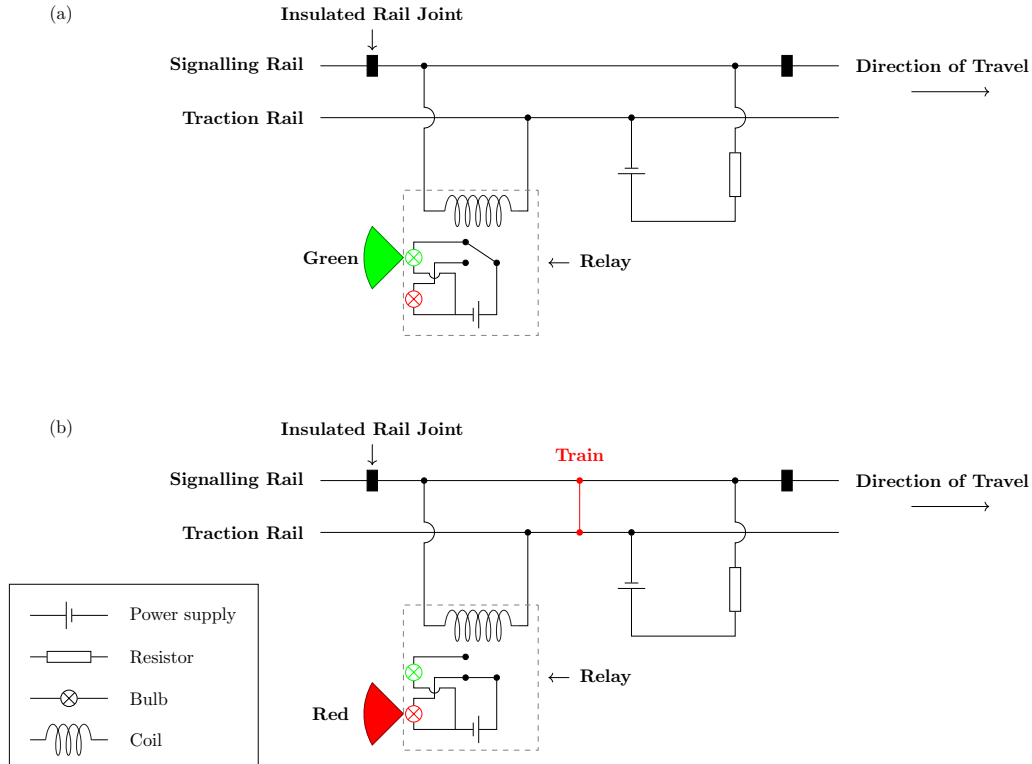 (a)
Insulated Rail Joint
Signalling Rail
Direction of Travel
Traction Rail
Green
Relay
(b)
Insulated Rail Joint
Train
Signalling Rail
Direction of Travel
Traction Rail
Power supply
Resistor
Relay
Bulb
Red
Coil